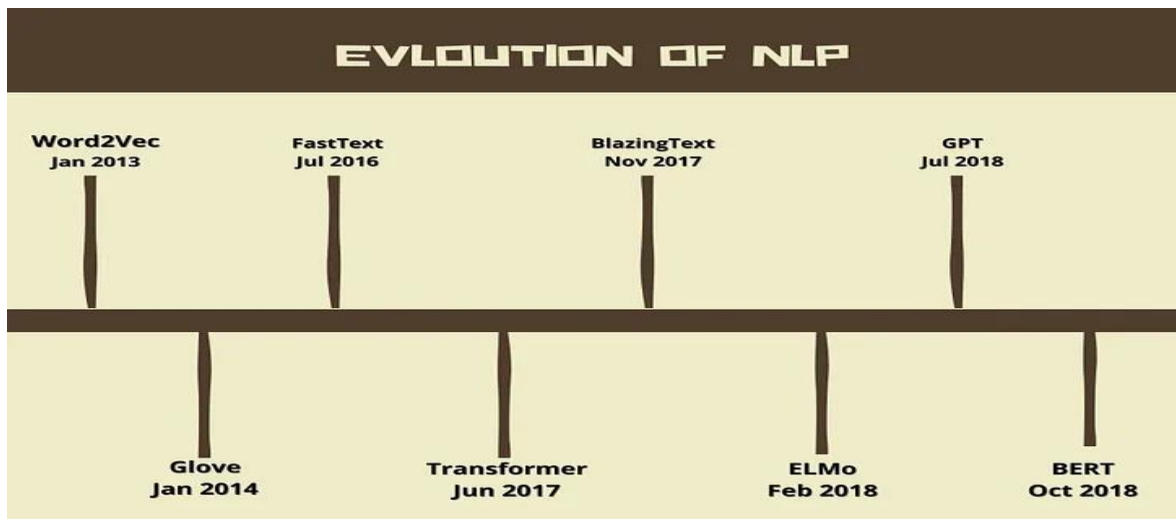 EVLOUTION OF NLP
Word2Vec
Jan 2013
FastText
Jul 2016
BlazingText
Nov 2017
GPT
Jul 2018
Glove
Jan 2014
Transformer
Jun 2017
ELMo
Feb 2018
BERT
Oct 2018